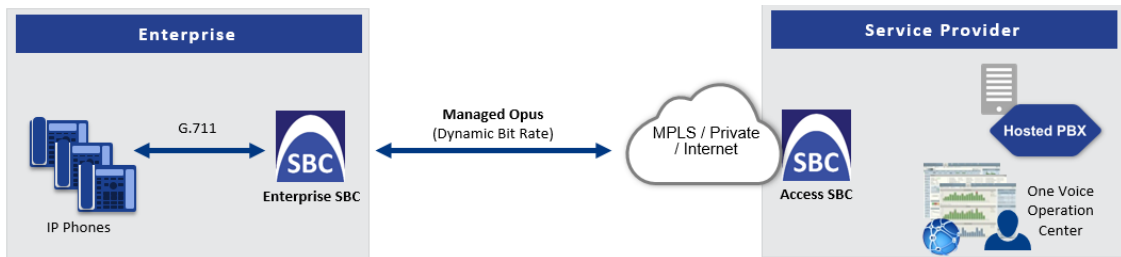 Enterprise
G.711
SBC
Enterprise SBC
IP Phones
Managed Opus
(Dynamic Bit Rate)
MPLS / Private
/ Internet
Service Provider
SBC
Access SBC
Hosted PBX
One Voice
Operation
Center